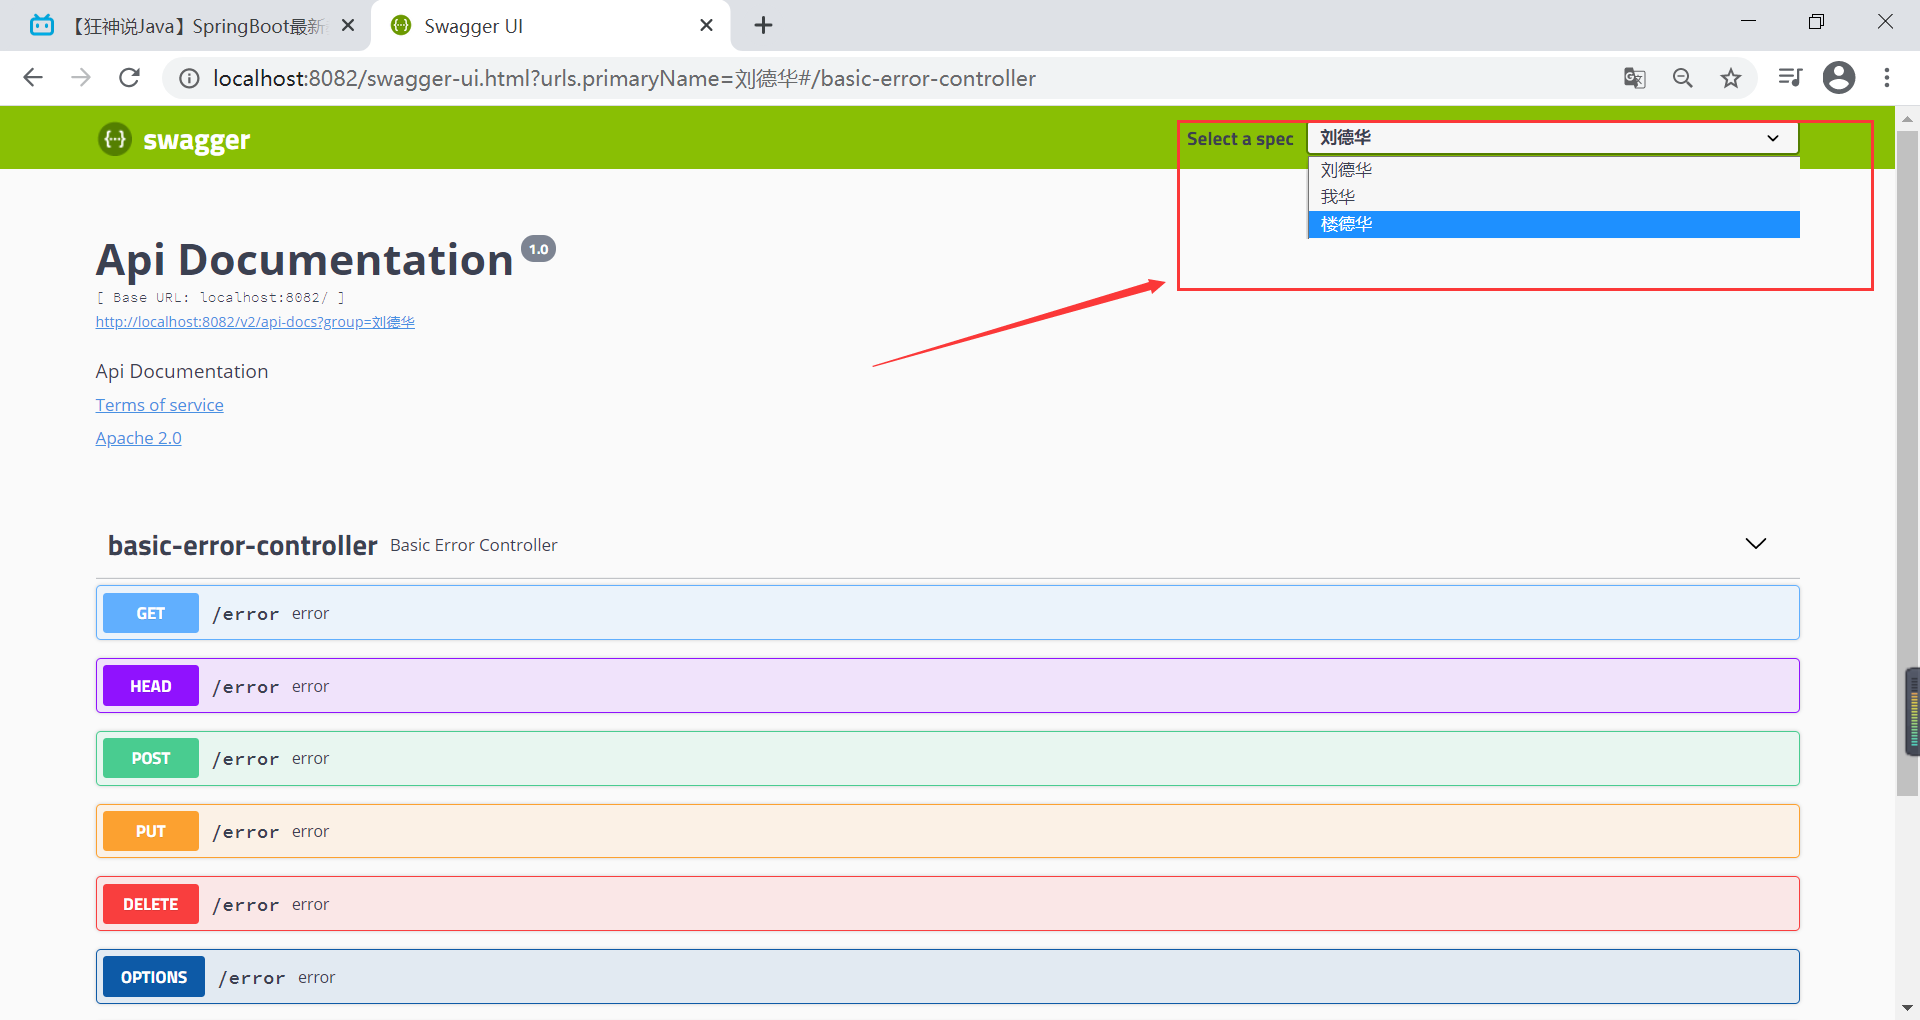 【狂神说Java】SpringBoot最新
Swagger UI
localhost:8082/swagger-ui.html?urls.primaryName=刘德华#/basic-error-controller
swagger
Select a spec
刘德华
刘德华
我华
楼德华
Api Documentation 1.0
[ Base URL: localhost:8082/ ]
http://localhost:8082/v2/api-docs?group=刘德华
Api Documentation
Terms of service
Apache 2.0
basic-error-controller Basic Error Controller
GET /error error
HEAD /error error
POST /error error
PUT /error error
DELETE /error error
OPTIONS /error error